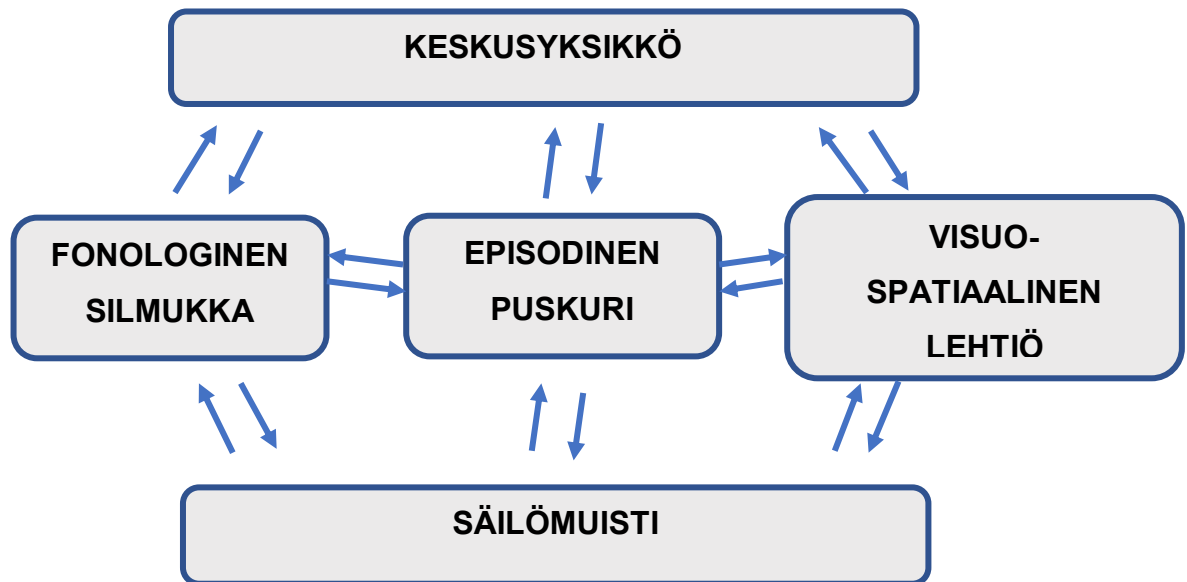 KESKUSYKSIKKÖ
FONOLOGINEN
SILMUKKA
EPISODINEN
PUSKURI
VISUO-
SPATIAALINEN
LEHTIÖ
SÄILÖMUISTI